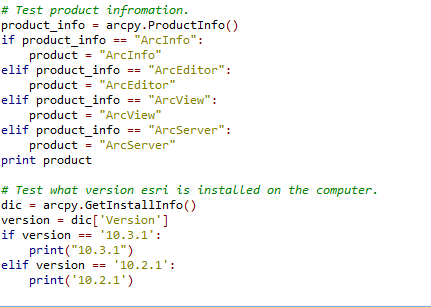 # Test product infromation.
product_info = arcpy.ProductInfo()
if product_info == "ArcInfo":
    product = "ArcInfo"
elif product_info == "ArcEditor":
    product = "ArcEditor"
elif product_info == "ArcView":
    product = "ArcView"
elif product_info == "ArcServer":
    product = "ArcServer"
print product

# Test what version esri is installed on the computer.
dic = arcpy.GetInstallInfo()
version = dic['Version']
if version == '10.3.1':
    print("10.3.1")
elif version == '10.2.1':
    print('10.2.1')